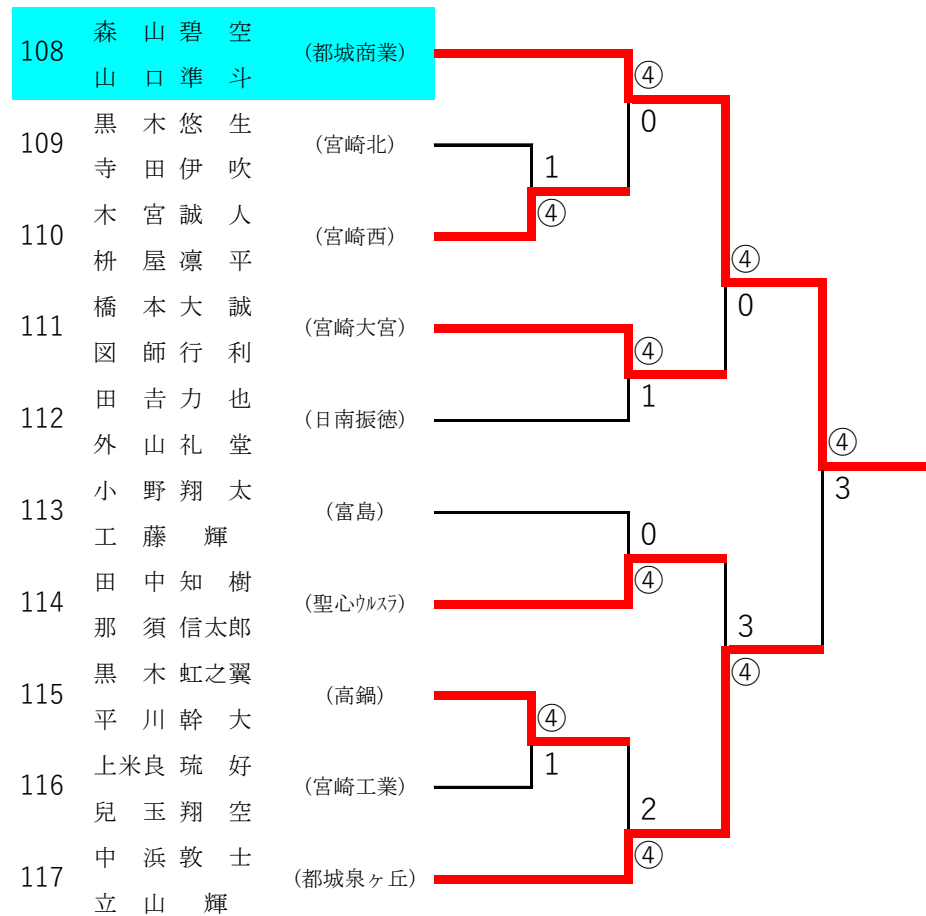 108 森山碧空 (都城商業)
山口準斗
④
0
109 黒木悠生 (宮崎北)
寺田伊吹
1
④
110 木宮誠人 (宮崎西)
枡屋凛平
④
0
111 橋本大誠 (宮崎大宮)
図師行利
④
1
112 田吉力也 (日南振徳)
外山礼堂
④
3
113 小野翔太 (富島)
工藤輝
0
④
114 田中知樹 (聖心ウルスラ)
那須信太郎
3
④
115 黒木虹之翼 (高鍋)
平川幹大
④
1
116 上米良琉好 (宮崎工業)
兒玉翔空
2
④
117 中浜敦士 (都城泉ヶ丘)
立山輝